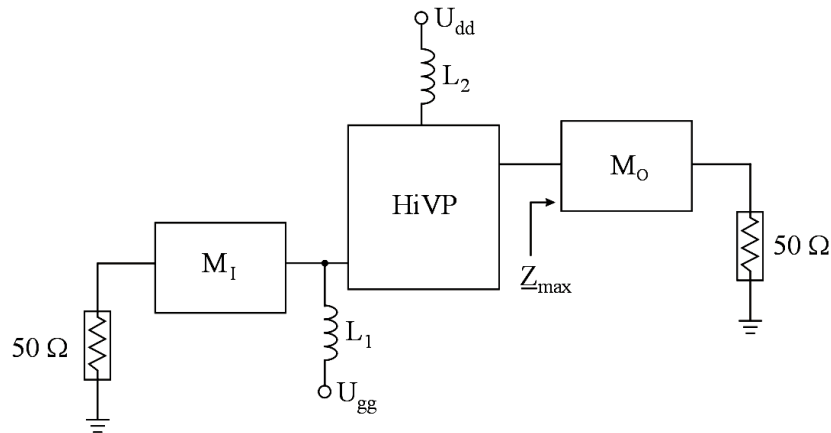 U_dd
L_2
HiVP
M_O
50 Ω
Z_max
M_I
50 Ω
L_1
U_gg